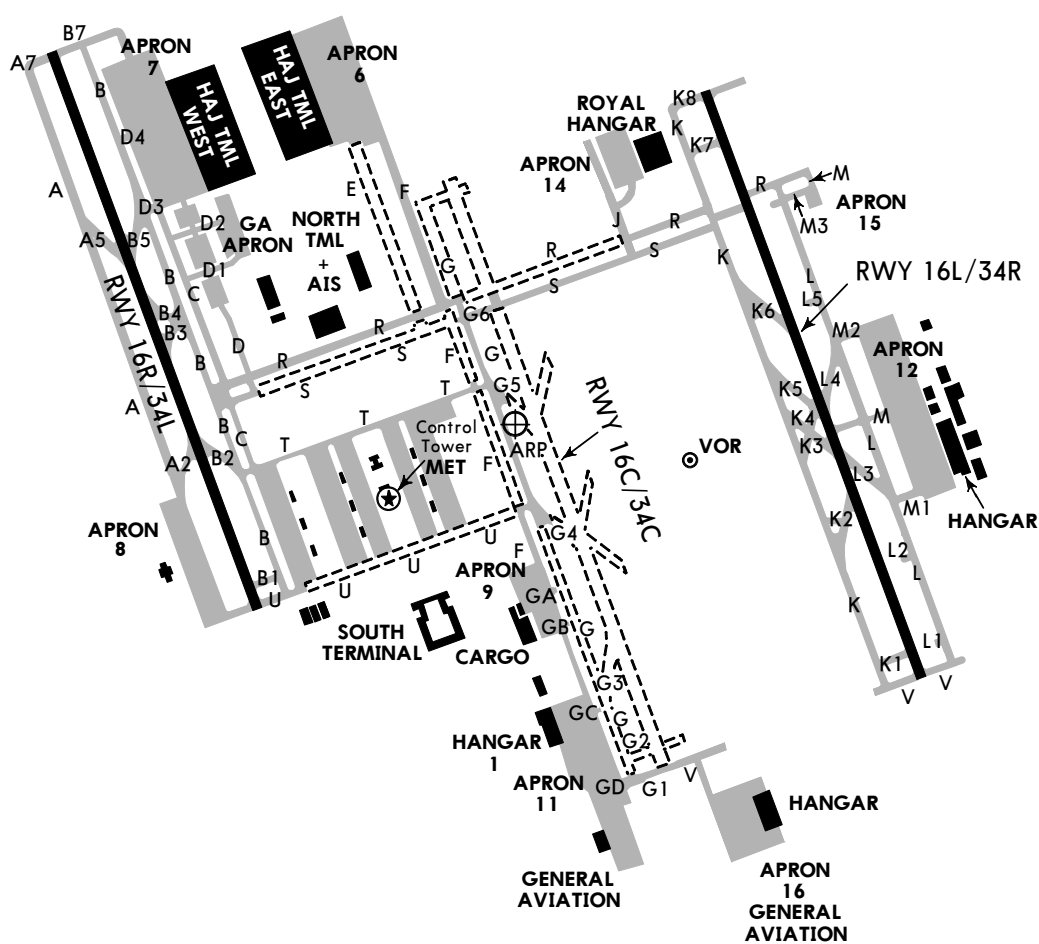 B7
A7
APRON
7
B
HAJ TML
WEST
HAJ TML
EAST
APRON
6
D4
A
D3
A5
B5
D2
GA
APRON
D1
B
C
B4
B3
B
D
RWY 16R/34L
A
E
F
NORTH
TML
+
AIS
R
R
S
S
F
G
G6
G
R
S
ROYAL
HANGAR
APRON
14
J
R
S
K8
K
K7
R
M
M3
APRON
15
K
L
L5
RWY 16L/34R
K6
M2
APRON
12
K5
L4
K4
K3
M
L
L3
M1
HANGAR
K2
L2
L
K
L1
K1
V
V
T
T
T
G5
ARP
RWY 16C/34C
VOR
Control
Tower
MET
F
B
C
A2
B2
APRON
8
B
B1
U
U
U
U
F
G4
APRON
9
GA
GB
G
SOUTH
TERMINAL
CARGO
G3
GC
G
HANGAR
1
G2
APRON
11
GD
G1
V
HANGAR
GENERAL
AVIATION
APRON
16
GENERAL
AVIATION